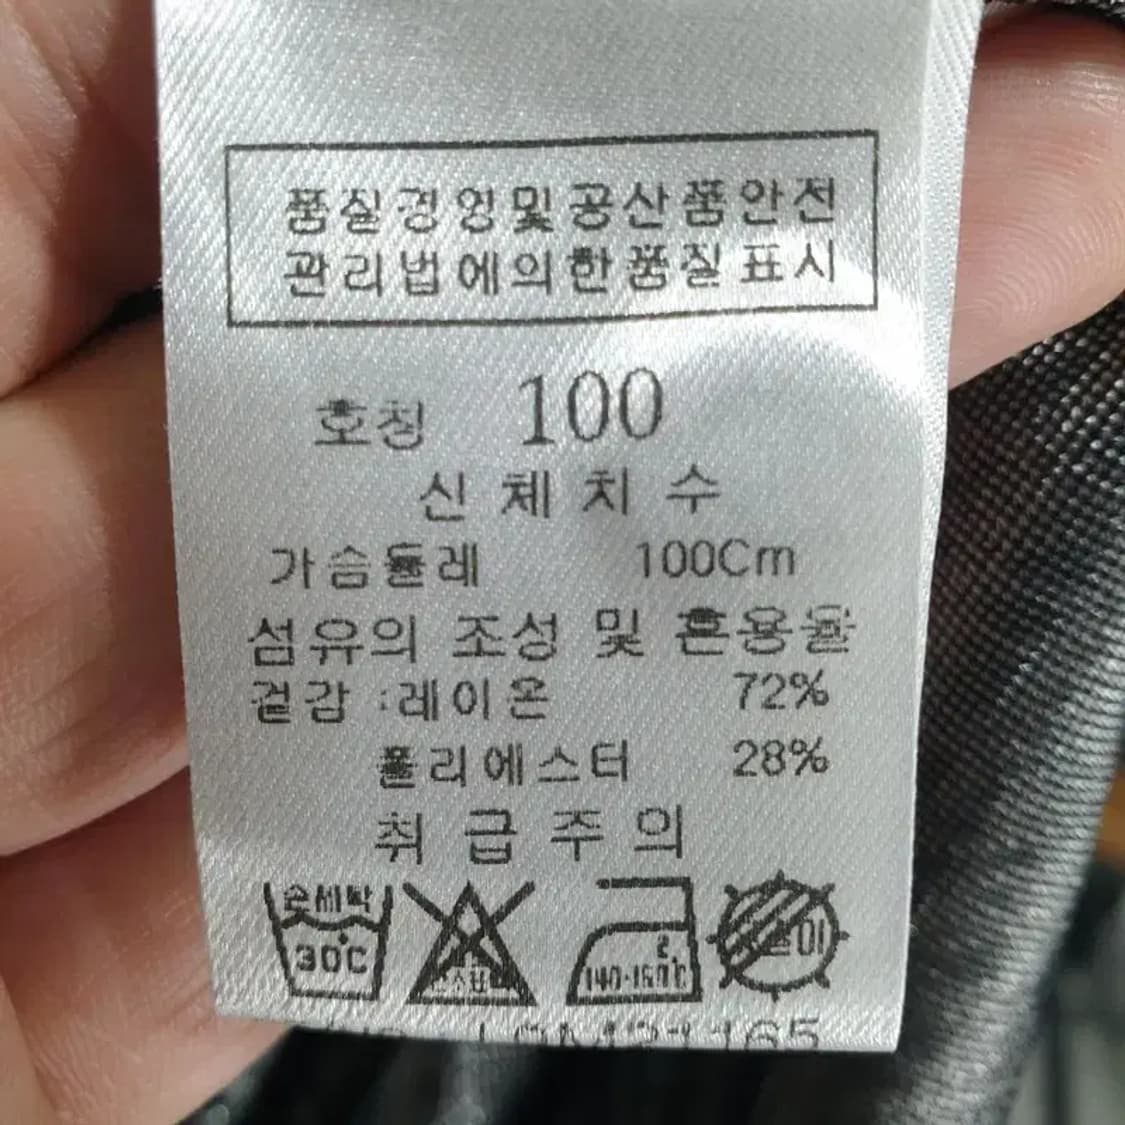 품질경영및공산품안전
관리법에의한품질표시
호칭 100
신체치수
가슴둘레 100Cm
섬유의 조성 및 혼용율
겉감 :레이온 72%
폴리에스터 28%
취급주의
손세탁
30℃
2
140-160℃